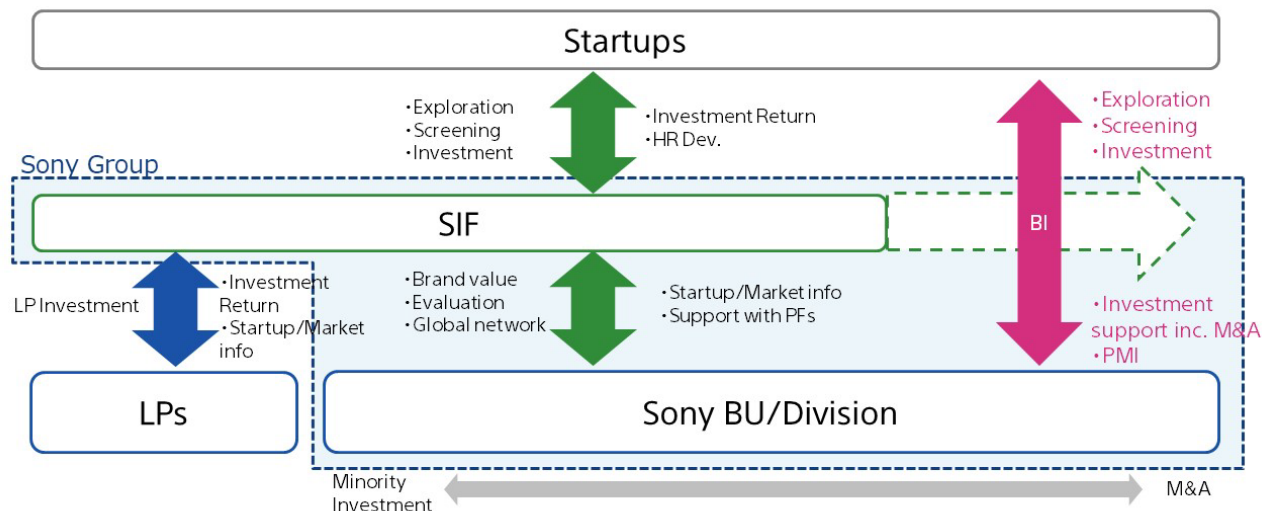 Startups
・Exploration
・Screening
・Investment
・Investment Return
・HR Dev.
・Exploration
・Screening
・Investment
Sony Group
SIF
BI
LP Investment
・Investment
Return
・Startup/Market
info
・Brand value
・Evaluation
・Global network
・Startup/Market info
・Support with PFs
・Investment
support inc. M&A
・PMI
LPs
Sony BU/Division
Minority
Investment
M&A